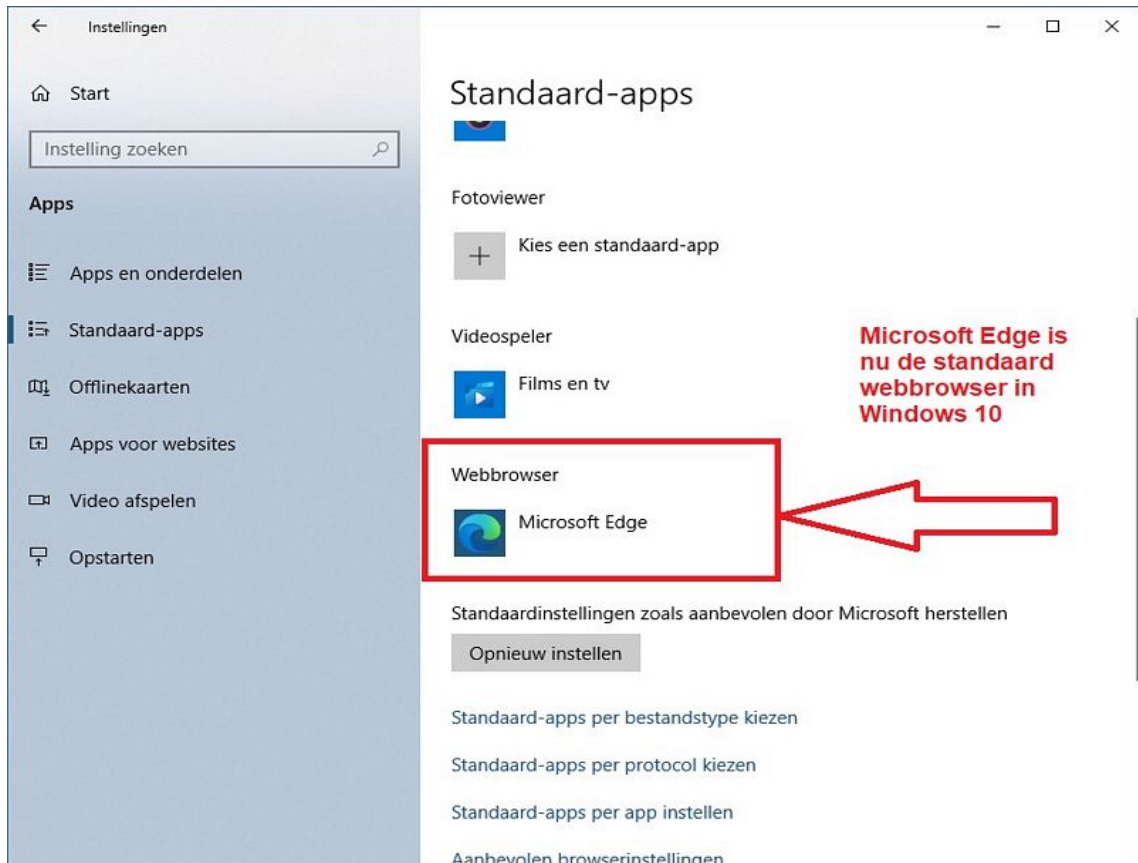 Instellingen
Start
Instelling zoeken
Apps
Apps en onderdelen
Standaard-apps
Offlinekaarten
Apps voor websites
Video afspelen
Opstarten
Standaard-apps
Fotoviewer
Kies een standaard-app
Videospeler
Films en tv
Microsoft Edge is
nu de standaard
webbrowser in
Windows 10
Webbrowser
Microsoft Edge
Standaardinstellingen zoals aanbevolen door Microsoft herstellen
Opnieuw instellen
Standaard-apps per bestandstype kiezen
Standaard-apps per protocol kiezen
Standaard-apps per app instellen
Aanbevolen browserinstellingen